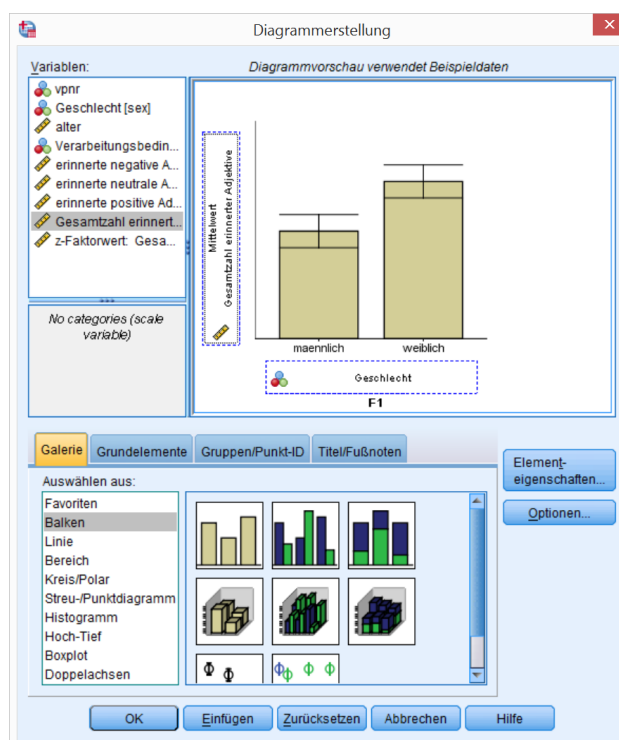 Diagrammerstellung
Variablen:
Diagrammvorschau verwendet Beispieldaten
vpnr
Geschlecht [sex]
alter
Verarbeitungsbedin...
erinnerte negative A...
erinnerte neutrale A...
erinnerte positive Ad...
Gesamtzahl erinnert...
z-Faktorwert: Gesa...
No categories (scale
variable)
Mittelwert
Gesamtzahl erinnerter Adjektive
maennlich
weiblich
Geschlecht
F1
Galerie
Grundelemente
Gruppen/Punkt-ID
Titel/Fußnoten
Auswählen aus:
Favoriten
Balken
Linie
Bereich
Kreis/Polar
Streu-/Punktdiagramm
Histogramm
Hoch-Tief
Boxplot
Doppelachsen
Element-
eigenschaften...
Optionen...
OK
Einfügen
Zurücksetzen
Abbrechen
Hilfe